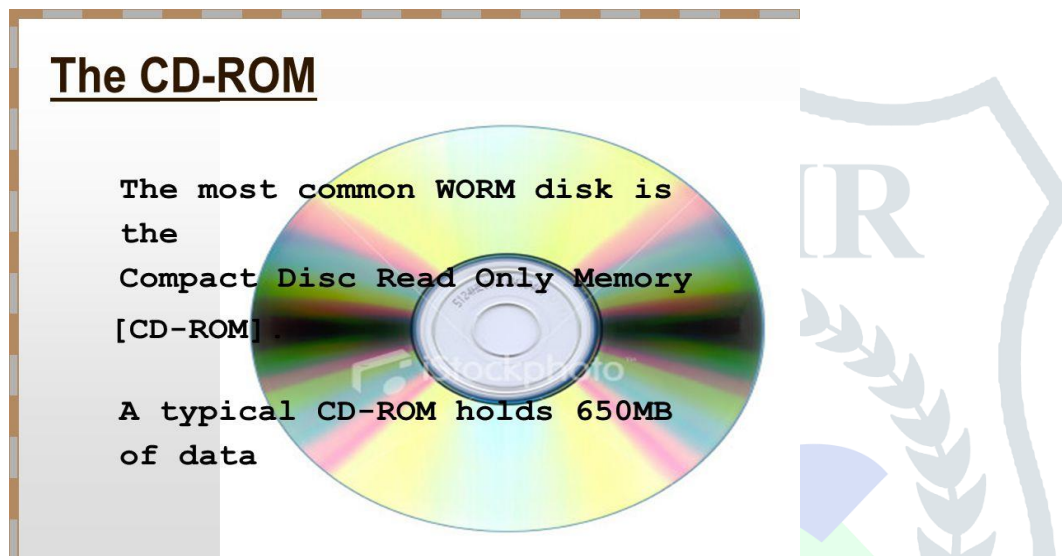 The CD-ROM
The most common WORM disk is
the
Compact Disc Read Only Memory
[CD-ROM].
iStockphoto
A typical CD-ROM holds 650MB
of data